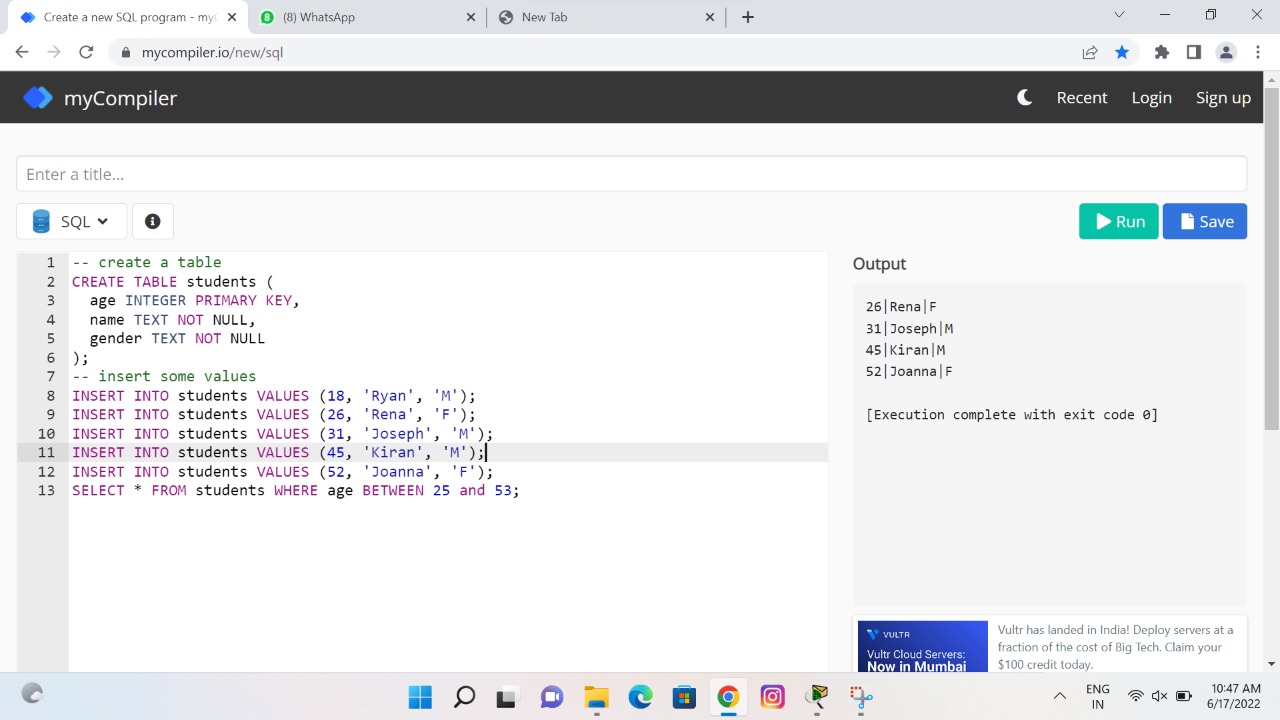 Create a new SQL program - myC
(8) WhatsApp
New Tab
mycompiler.io/new/sql
myCompiler
Recent
Login
Sign up
Enter a title...
SQL
Run
Save
1 -- create a table
2 CREATE TABLE students (
3 age INTEGER PRIMARY KEY,
4 name TEXT NOT NULL,
5 gender TEXT NOT NULL
6 );
7 -- insert some values
8 INSERT INTO students VALUES (18, 'Ryan', 'M');
9 INSERT INTO students VALUES (26, 'Rena', 'F');
10 INSERT INTO students VALUES (31, 'Joseph', 'M');
11 INSERT INTO students VALUES (45, 'Kiran', 'M');
12 INSERT INTO students VALUES (52, 'Joanna', 'F');
13 SELECT * FROM students WHERE age BETWEEN 25 and 53;
Output
26|Rena|F
31|Joseph|M
45|Kiran|M
52|Joanna|F
[Execution complete with exit code 0]
VULTR
Vultr Cloud Servers:
Now in Mumbai
Vultr has landed in India! Deploy servers at a
fraction of the cost of Big Tech. Claim your
$100 credit today.
ENG
IN
10:47 AM
6/17/2022